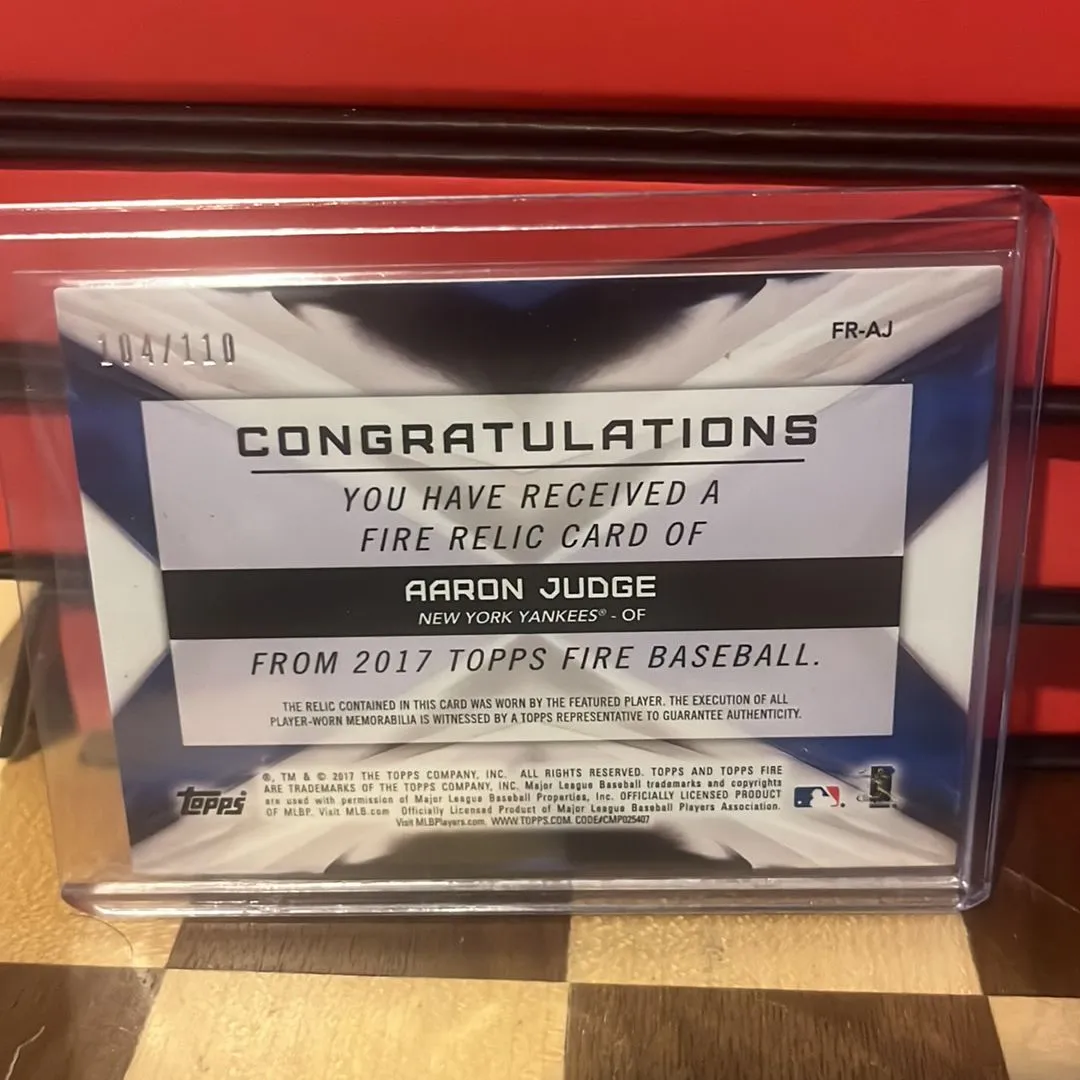 104/110
FR-AJ
CONGRATULATIONS
YOU HAVE RECEIVED A
FIRE RELIC CARD OF
AARON JUDGE
NEW YORK YANKEES® - OF
FROM 2017 TOPPS FIRE BASEBALL.
THE RELIC CONTAINED IN THIS CARD WAS WORN BY THE FEATURED PLAYER. THE EXECUTION OF ALL
PLAYER-WORN MEMORABILIA IS WITNESSED BY A TOPPS REPRESENTATIVE TO GUARANTEE AUTHENTICITY.
Topps®
®, TM & © 2017 THE TOPPS COMPANY, INC. ALL RIGHTS RESERVED. TOPPS AND TOPPS FIRE
ARE TRADEMARKS OF THE TOPPS COMPANY, INC. Major League Baseball trademarks and copyrights
are used with permission of Major League Baseball Properties, Inc. OFFICIALLY LICENSED PRODUCT
OF MLBP. Visit MLB.com Officially Licensed Product of Major League Baseball Players Association.
Visit MLBPlayers.com. WWW.TOPPS.COM. CODE#CMP025407